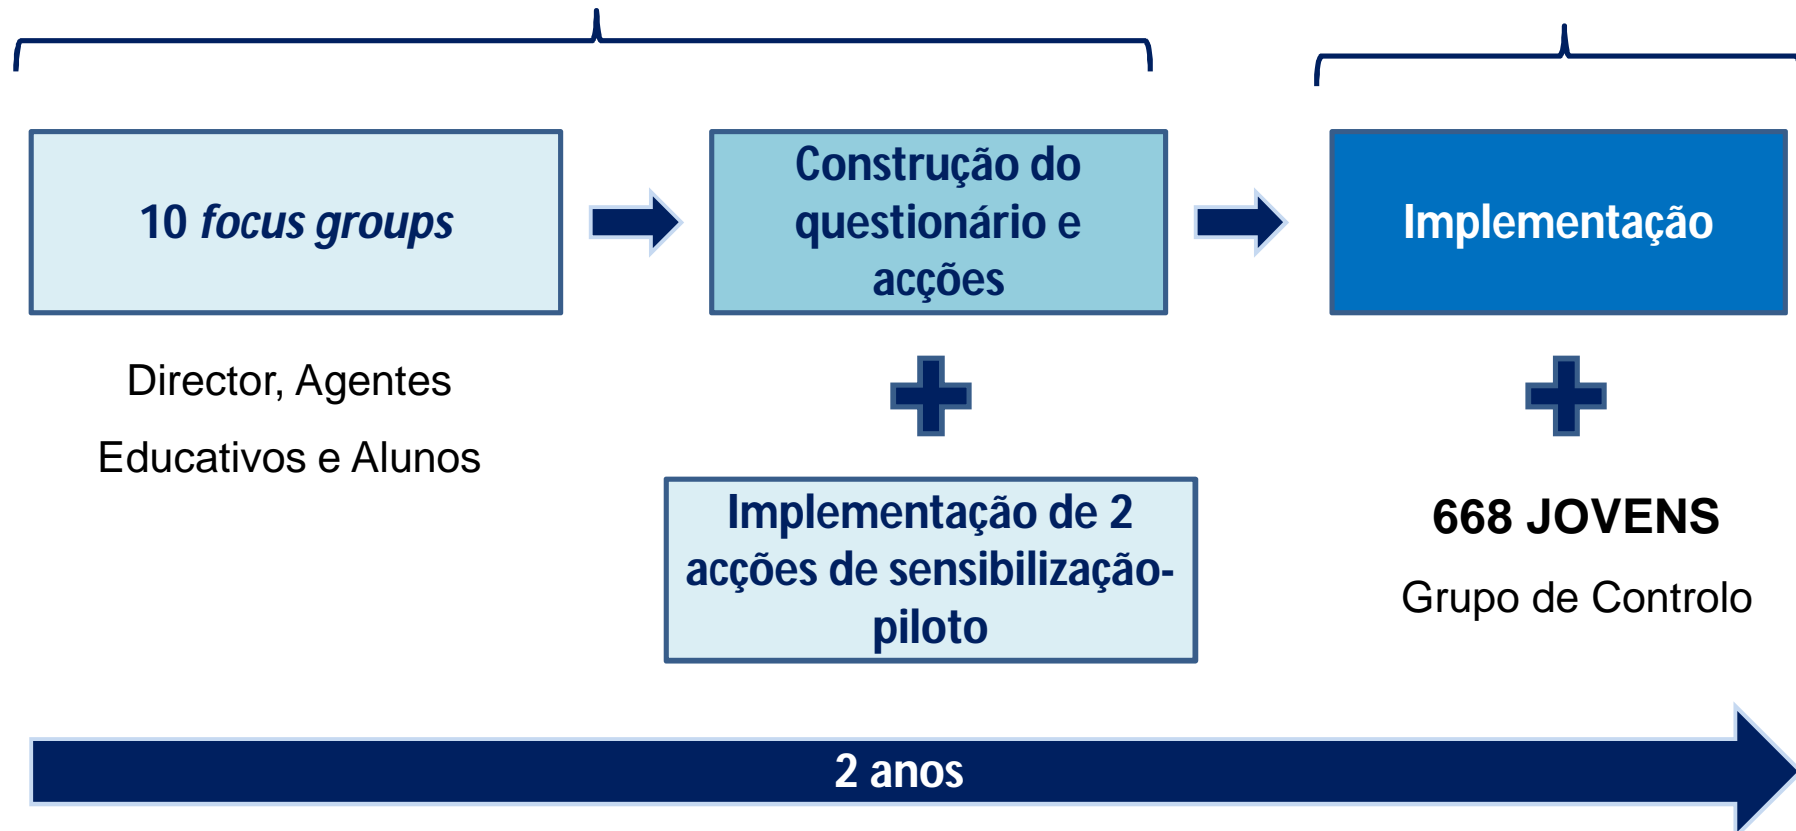 10 focus groups
Director, Agentes
Educativos e Alunos
Construção do
questionário e
acções
Implementação de 2
acções de sensibilização-
piloto
Implementação
668 JOVENS
Grupo de Controlo
2 anos